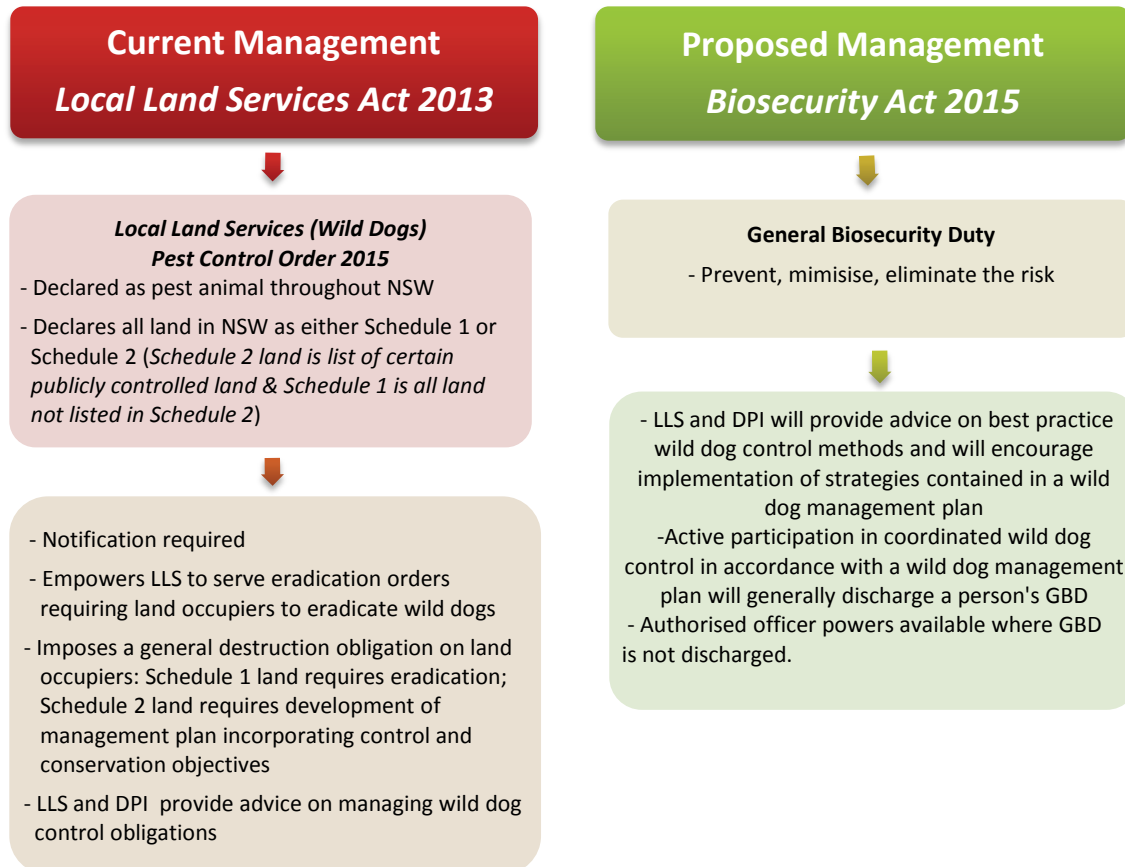 Current Management
Local Land Services Act 2013
Local Land Services (Wild Dogs)
Pest Control Order 2015
- Declared as pest animal throughout NSW
- Declares all land in NSW as either Schedule 1 or
Schedule 2 (Schedule 2 land is list of certain
publicly controlled land & Schedule 1 is all land
not listed in Schedule 2)
- Notification required
- Empowers LLS to serve eradication orders
requiring land occupiers to eradicate wild dogs
- Imposes a general destruction obligation on land
occupiers: Schedule 1 land requires eradication;
Schedule 2 land requires development of
management plan incorporating control and
conservation objectives
- LLS and DPI provide advice on managing wild dog
control obligations
Proposed Management
Biosecurity Act 2015
General Biosecurity Duty
- Prevent, mimisise, eliminate the risk
- LLS and DPI will provide advice on best practice
wild dog control methods and will encourage
implementation of strategies contained in a wild
dog management plan
-Active participation in coordinated wild dog
control in accordance with a wild dog management
plan will generally discharge a person's GBD
- Authorised officer powers available where GBD
is not discharged.